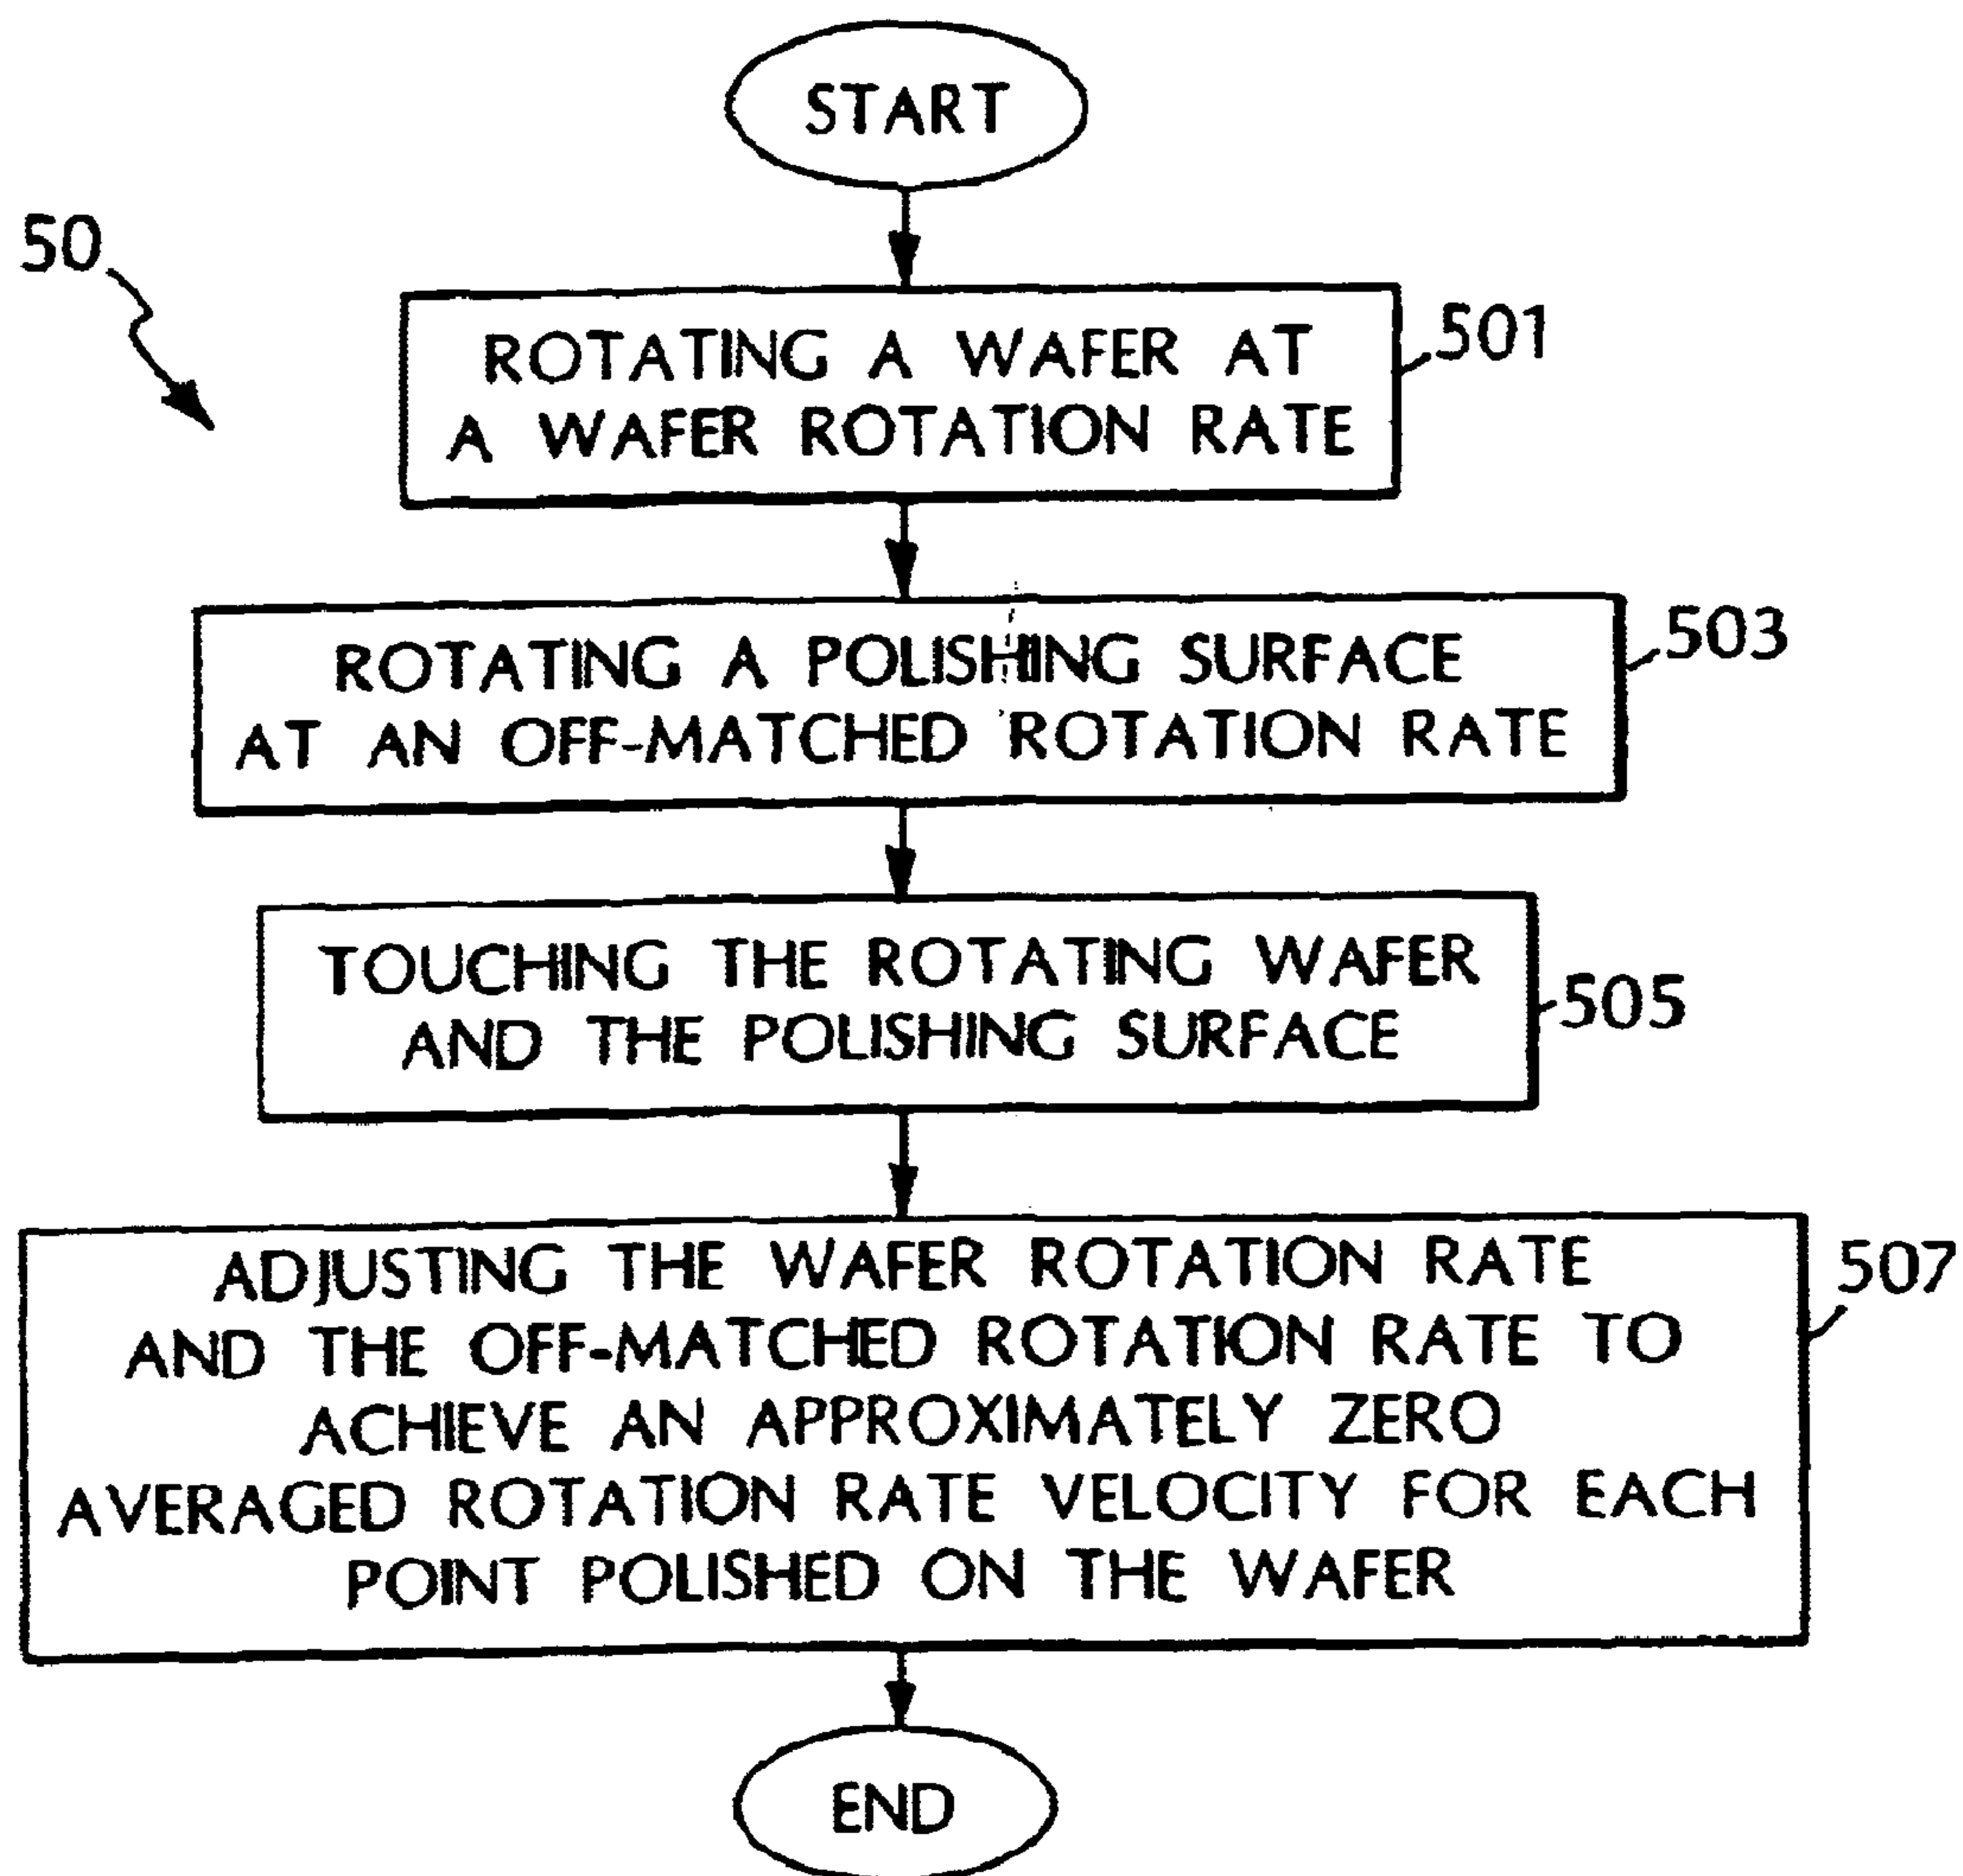 START
50
ROTATING A WAFER AT
A WAFER ROTATION RATE
501
ROTATING A POLISHING SURFACE
AT AN OFF-MATCHED ROTATION RATE
503
TOUCHING THE ROTATING WAFER
AND THE POLISHING SURFACE
505
ADJUSTING THE WAFER ROTATION RATE
AND THE OFF-MATCHED ROTATION RATE TO
ACHIEVE AN APPROXIMATELY ZERO
AVERAGED ROTATION RATE VELOCITY FOR EACH
POINT POLISHED ON THE WAFER
507
END